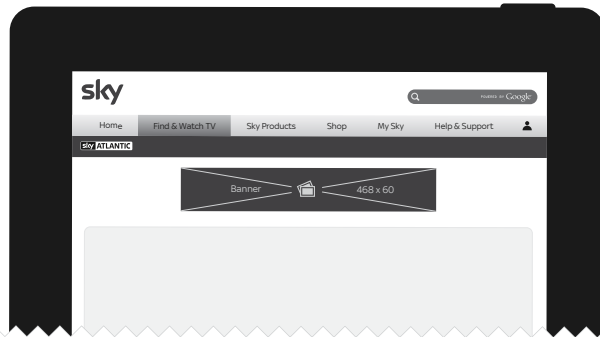 sky
POWERED BY Google
Home Find & Watch TV Sky Products Shop My Sky Help & Support
sky ATLANTIC
Banner 468 x 60